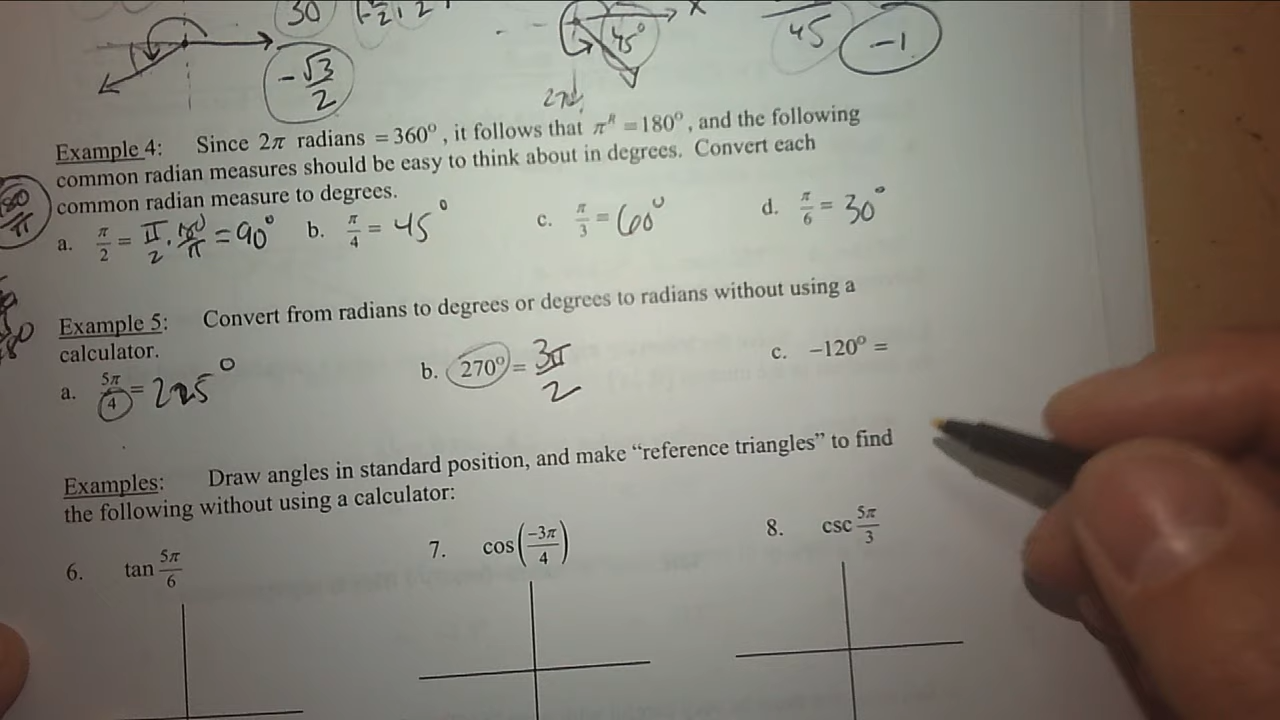 30
-√3/2
45°
x
45
-1
Example 4: Since 2π radians = 360°, it follows that πᴿ = 180°, and the following
common radian measures should be easy to think about in degrees. Convert each
common radian measure to degrees.
180/π
a. π/2 = π/2 · 180/π = 90° b. π/4 = 45° c. π/3 = 60° d. π/6 = 30°
Example 5: Convert from radians to degrees or degrees to radians without using a
calculator.
a. 5π/4 = 225° b. 270° = 3π/2 c. −120° =
Examples: Draw angles in standard position, and make “reference triangles” to find
the following without using a calculator:
6. tan 5π/6 7. cos(−3π/4) 8. csc 5π/3